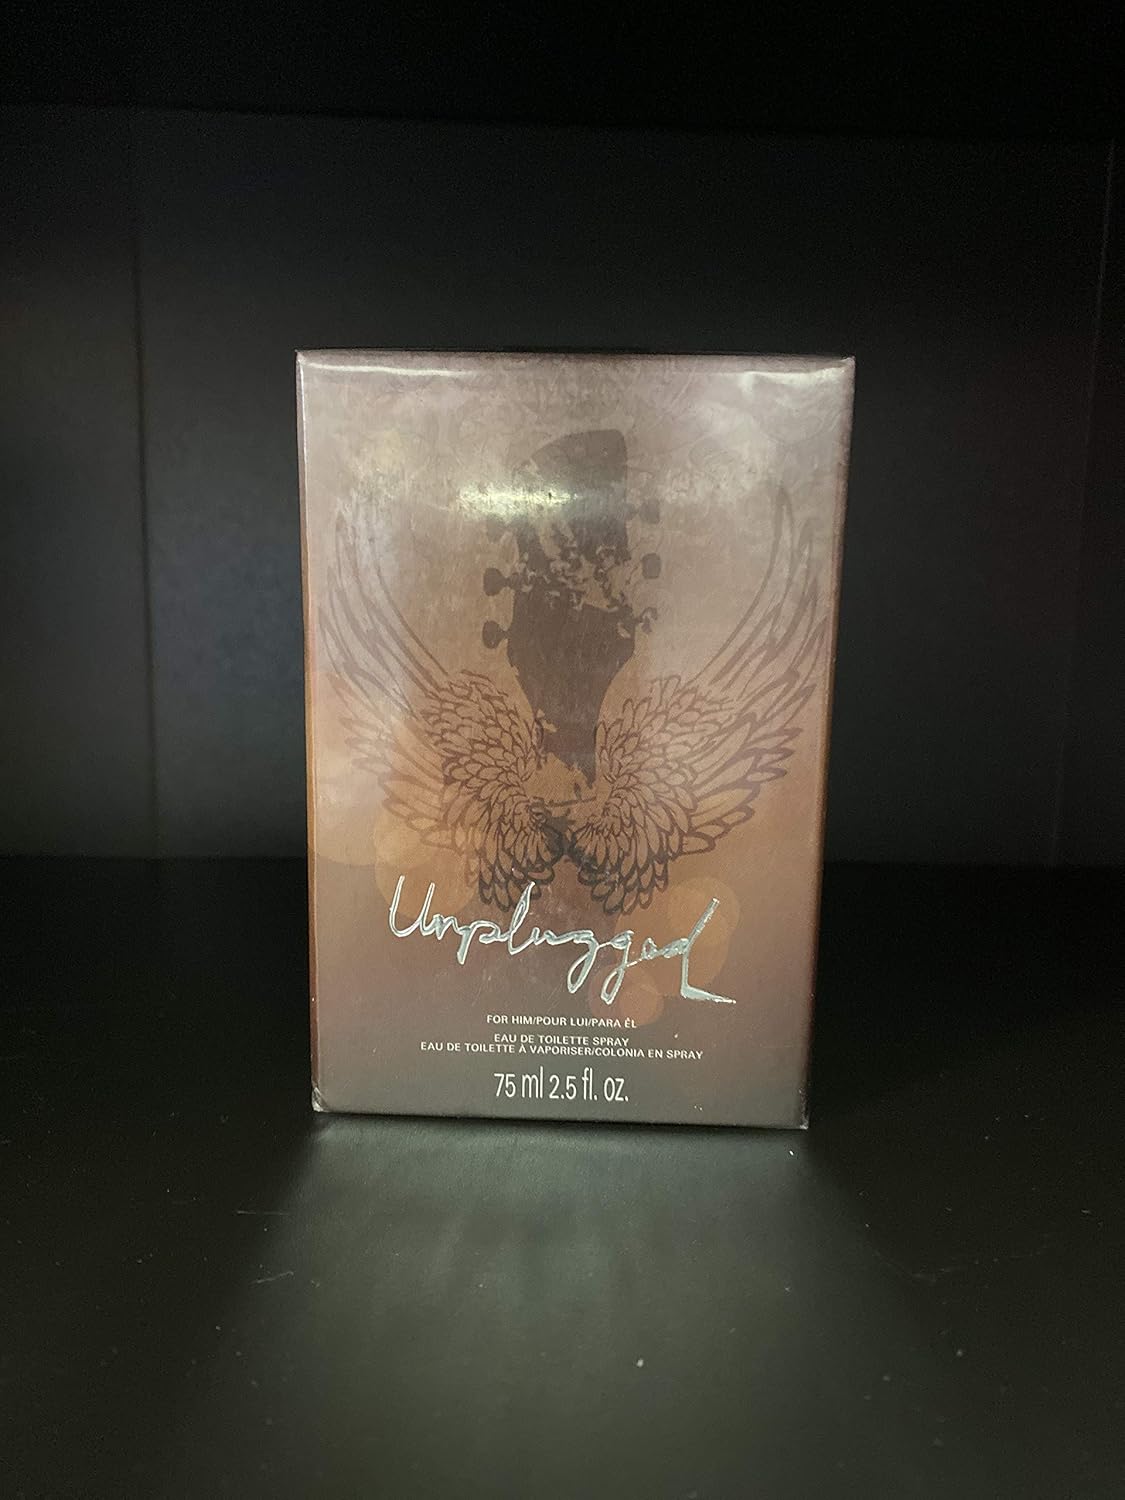 Unplugged
FOR HIM/POUR LUI/PARA ÉL
EAU DE TOILETTE SPRAY
EAU DE TOILETTE À VAPORISER/COLONIA EN SPRAY
75 ml 2.5 fl. oz.